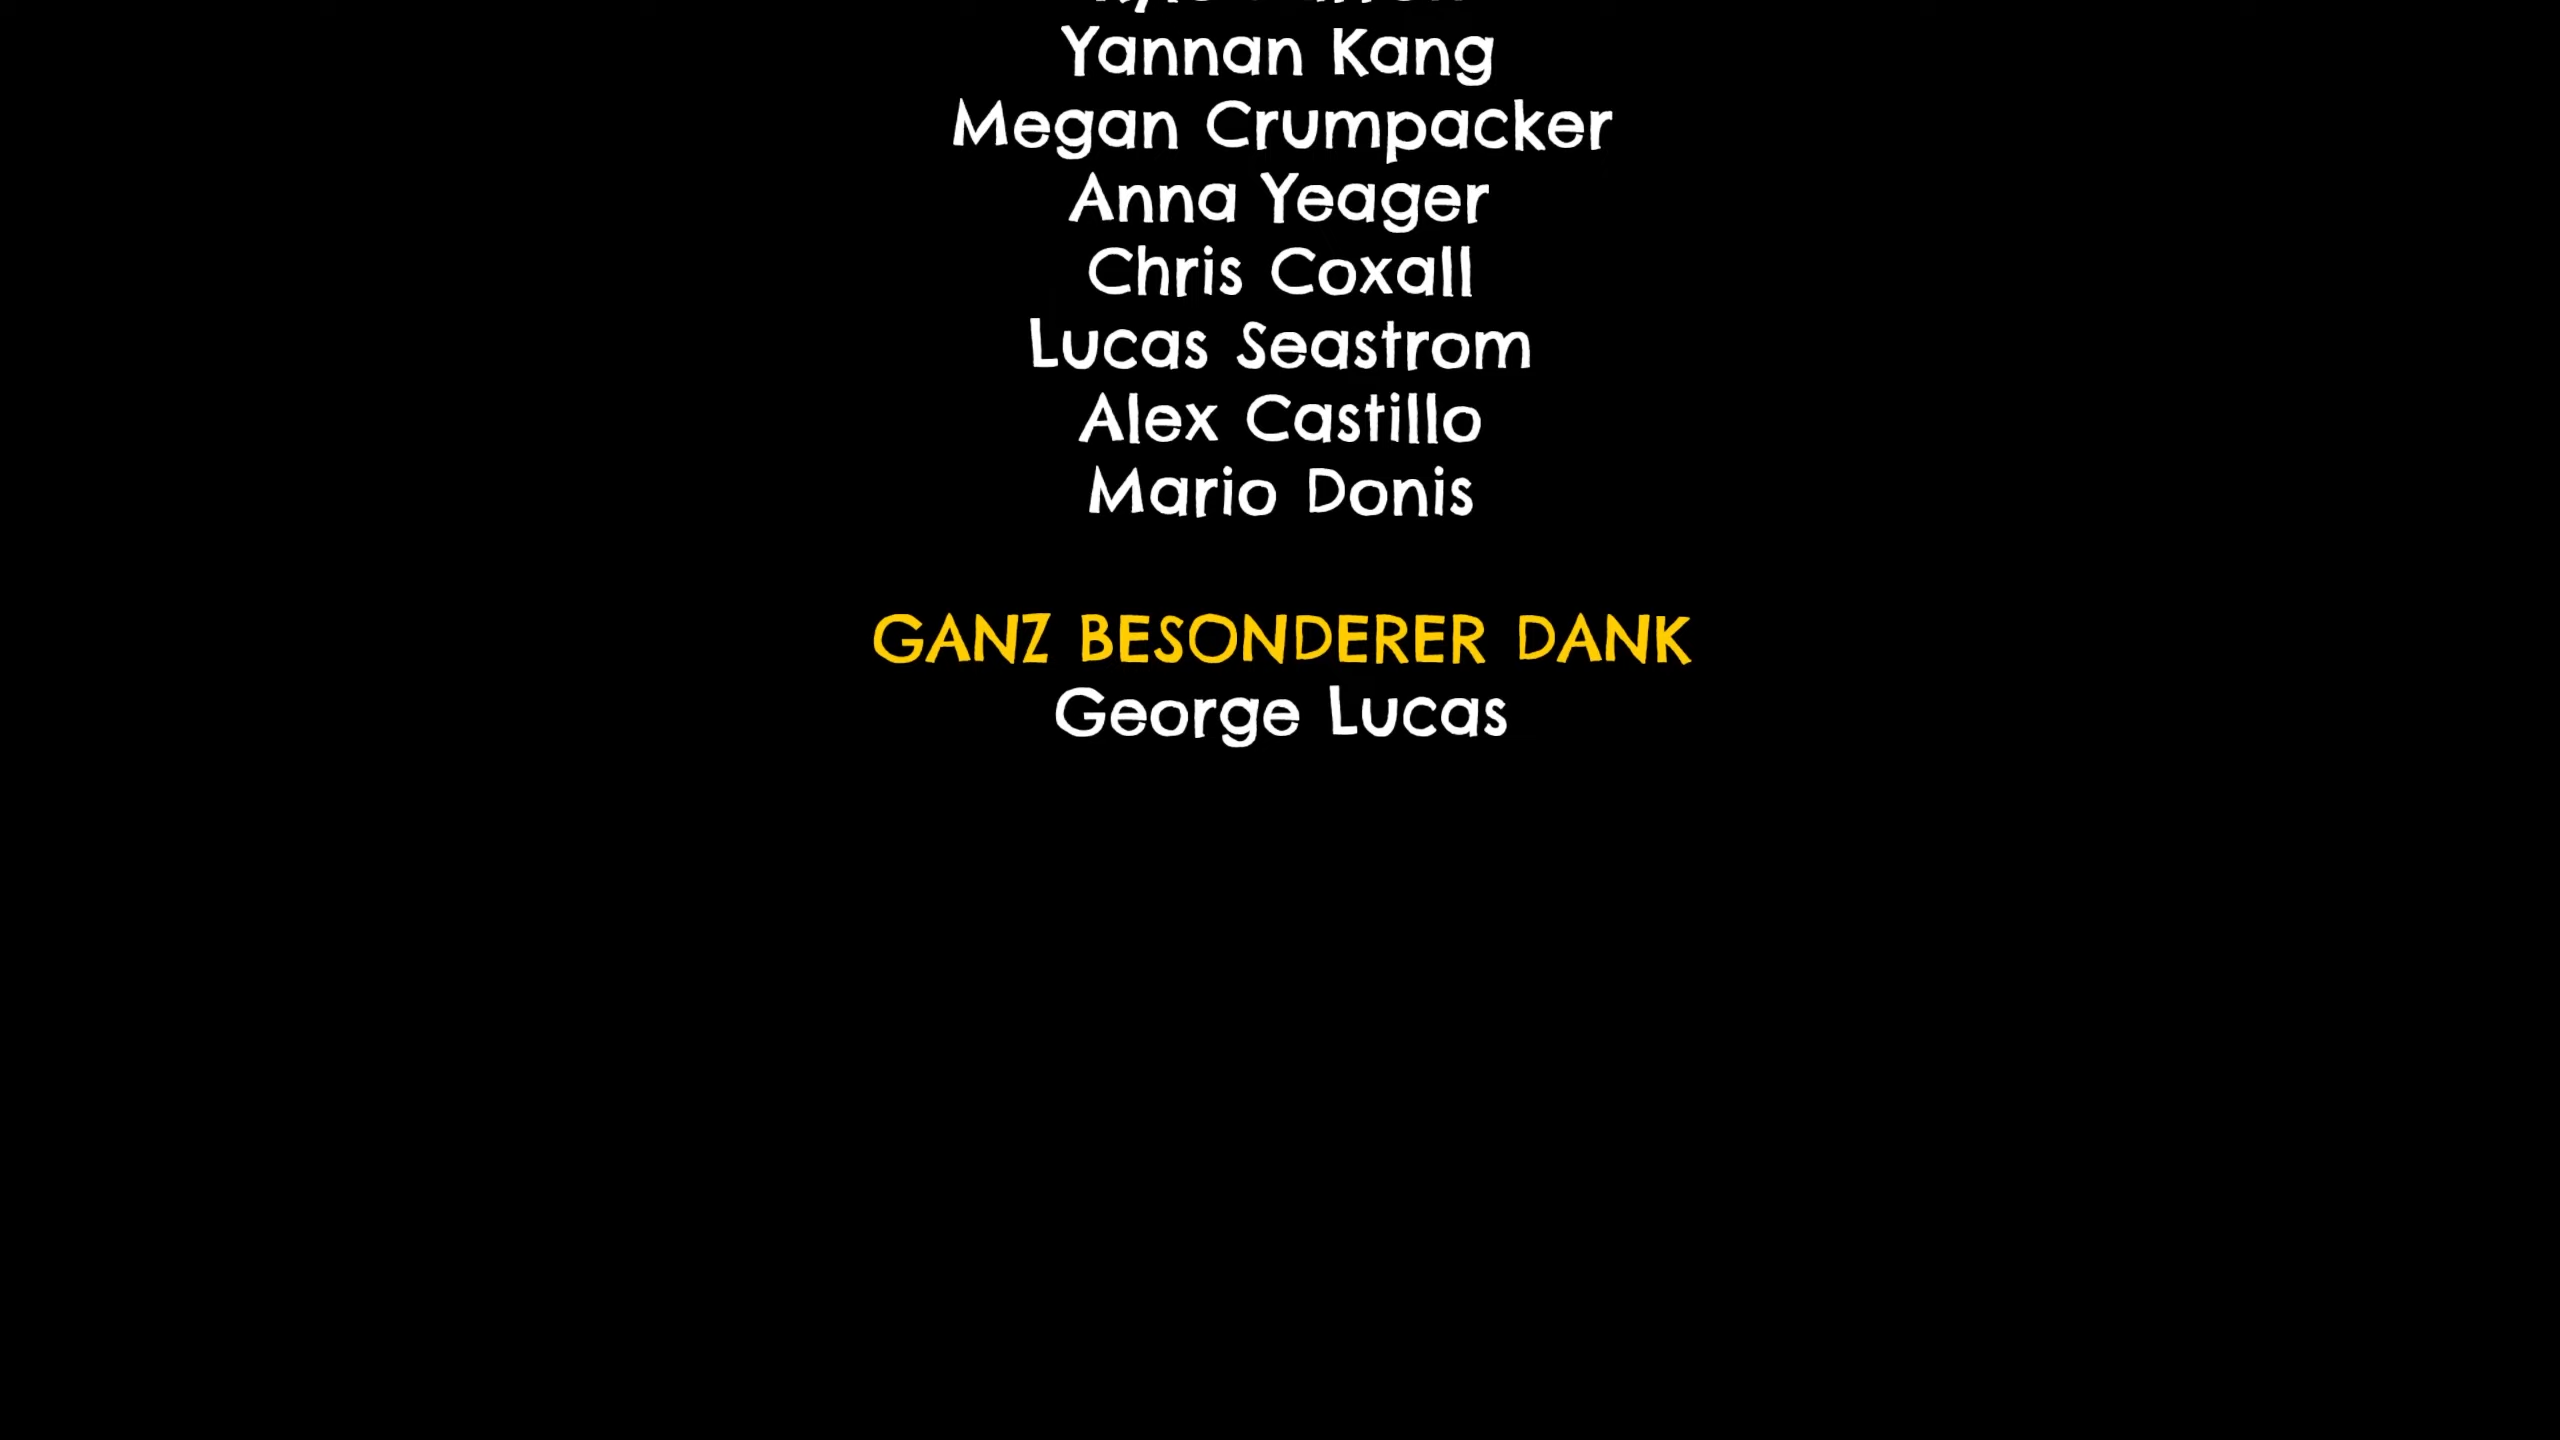 Yannan Kang
Megan Crumpacker
Anna Yeager
Chris Coxall
Lucas Seastrom
Alex Castillo
Mario Donis
GANZ BESONDERER DANK
George Lucas